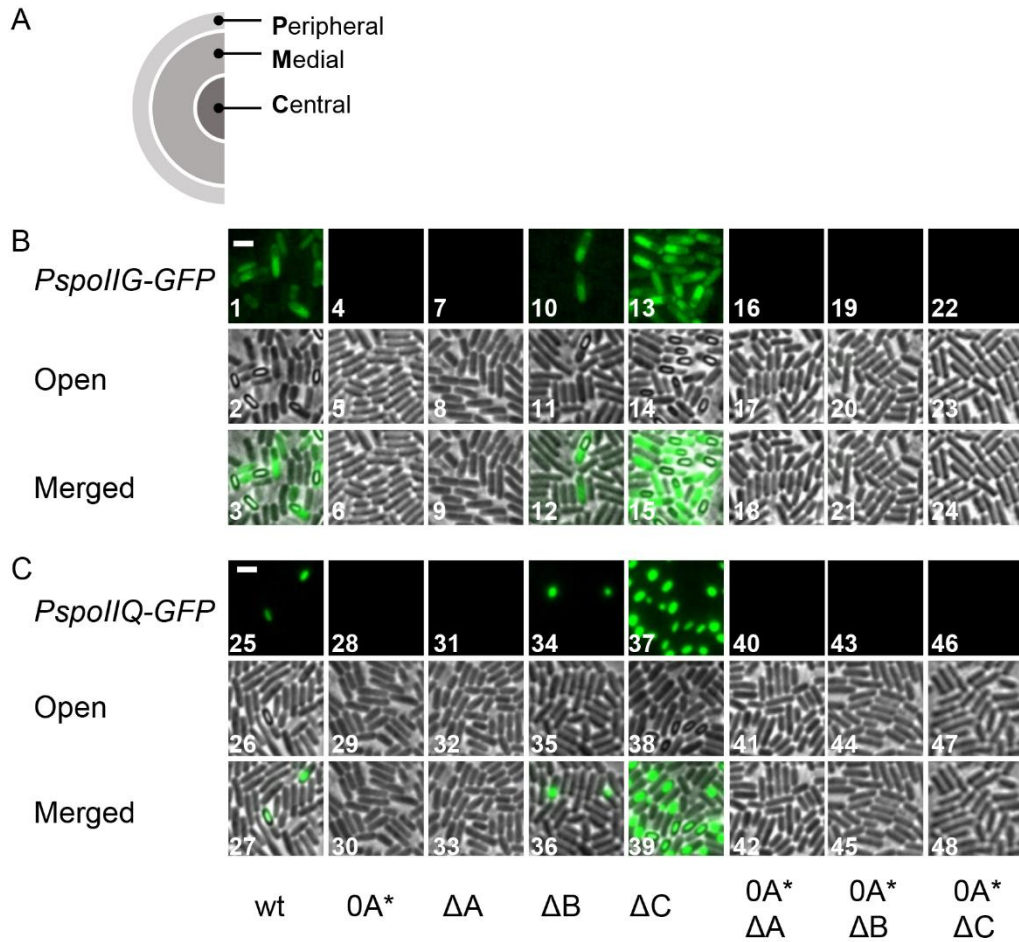 A
Peripheral
Medial
Central
B
PspoIIG-GFP
1 4 7 10 13 16 19 22
Open
2 5 8 11 14 17 20 23
Merged
3 6 9 12 15 18 21 24
C
PspoIIQ-GFP
25 28 31 34 37 40 43 46
Open
26 29 32 35 38 41 44 47
Merged
27 30 33 36 39 42 45 48
wt 0A* ΔA ΔB ΔC 0A* 0A* 0A*
ΔA ΔB ΔC